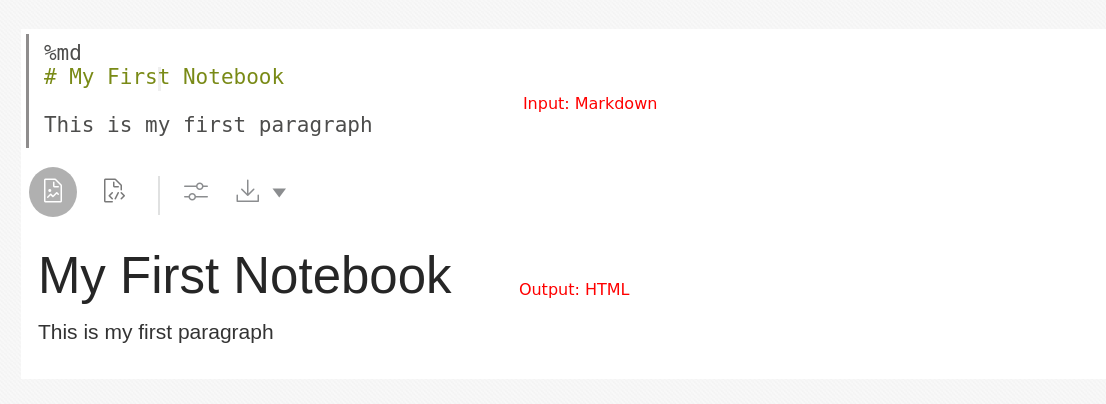 %md
# My First Notebook
Input: Markdown
This is my first paragraph
My First Notebook
Output: HTML
This is my first paragraph